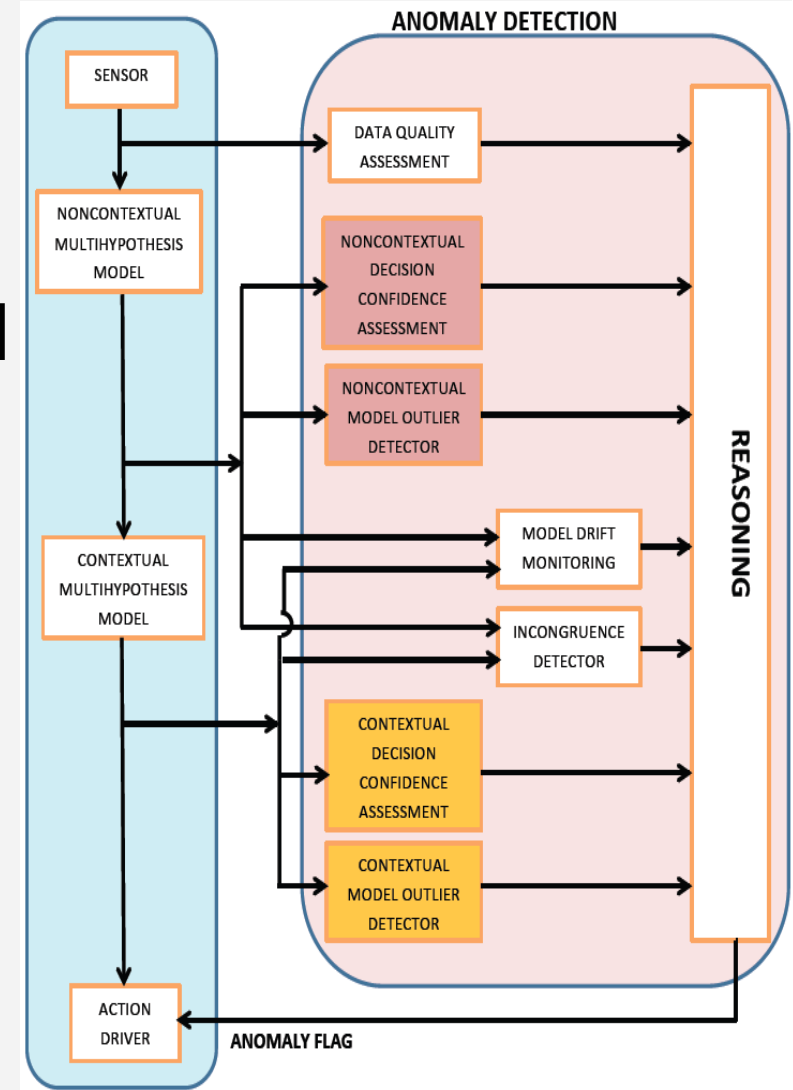 ANOMALY DETECTION
SENSOR
DATA QUALITY
ASSESSMENT
NONCONTEXTUAL
MULTIHYPOTHESIS
MODEL
NONCONTEXTUAL
DECISION
CONFIDENCE
ASSESSMENT
NONCONTEXTUAL
MODEL OUTLIER
DETECTOR
REASONING
MODEL DRIFT
MONITORING
CONTEXTUAL
MULTIHYPOTHESIS
MODEL
INCONGRUENCE
DETECTOR
CONTEXTUAL
DECISION
CONFIDENCE
ASSESSMENT
CONTEXTUAL
MODEL OUTLIER
DETECTOR
ACTION
DRIVER
ANOMALY FLAG